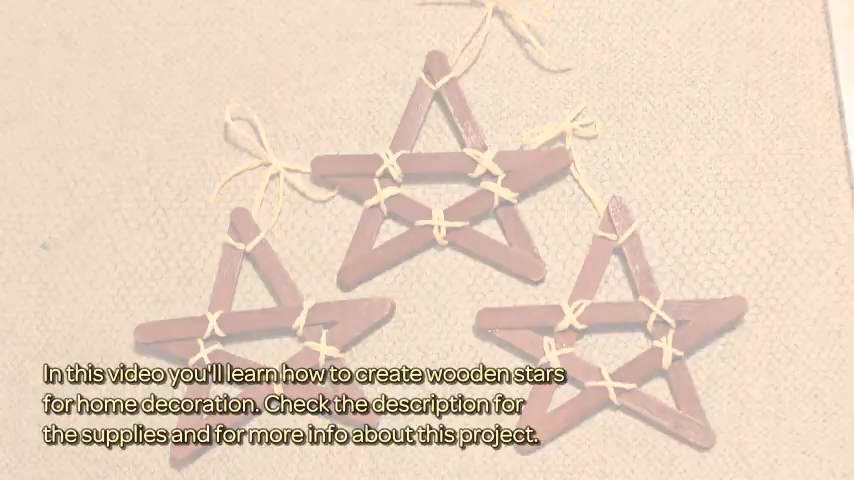 In this video you'll learn how to create wooden stars
for home decoration. Check the description for
the supplies and for more info about this project.